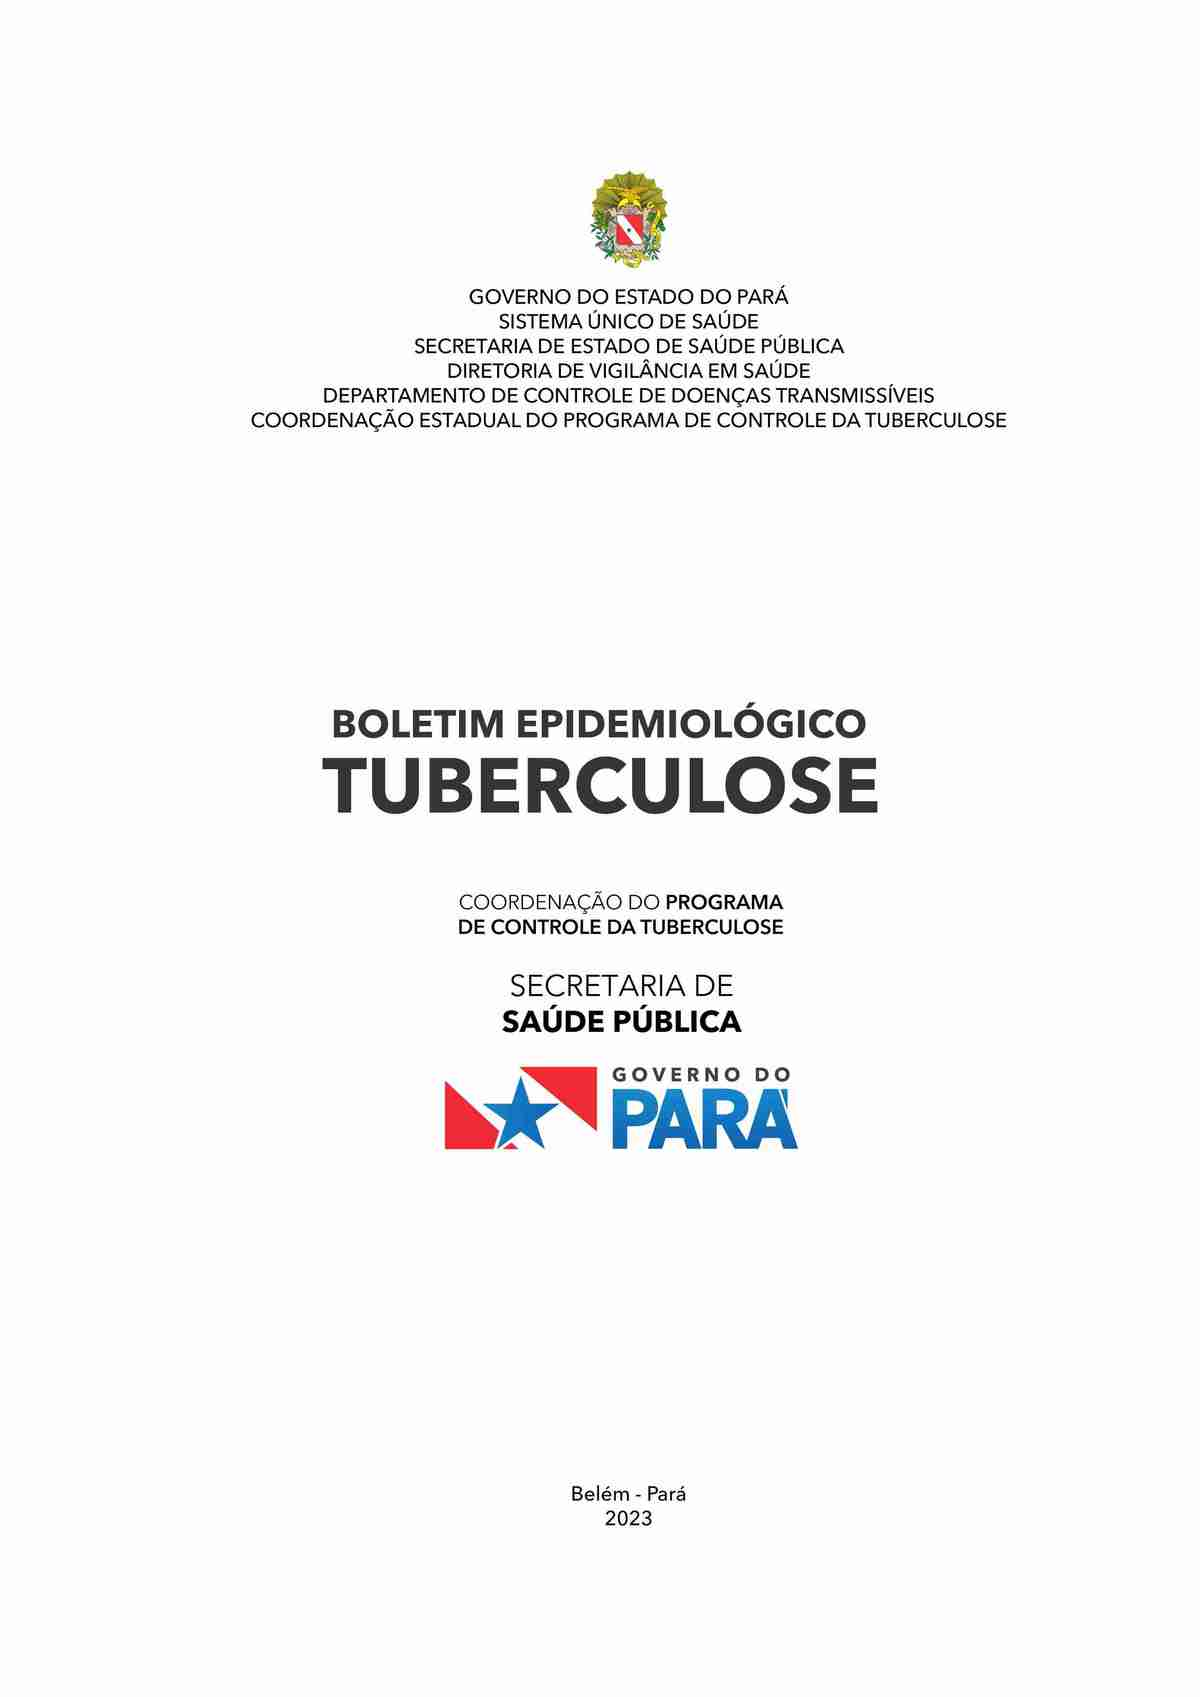 GOVERNO DO ESTADO DO PARÁ
SISTEMA ÚNICO DE SAÚDE
SECRETARIA DE ESTADO DE SAÚDE PÚBLICA
DIRETORIA DE VIGILÂNCIA EM SAÚDE
DEPARTAMENTO DE CONTROLE DE DOENÇAS TRANSMISSÍVEIS
COORDENAÇÃO ESTADUAL DO PROGRAMA DE CONTROLE DA TUBERCULOSE
BOLETIM EPIDEMIOLÓGICO
TUBERCULOSE
COORDENAÇÃO DO PROGRAMA
DE CONTROLE DA TUBERCULOSE
SECRETARIA DE
SAÚDE PÚBLICA
GOVERNO DO
PARÁ
Belém - Pará
2023